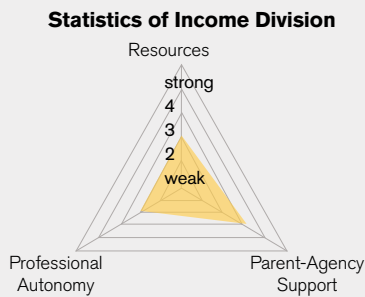 Statistics of Income Division
Resources
strong
4
3
2
weak
Professional
Autonomy
Parent-Agency
Support